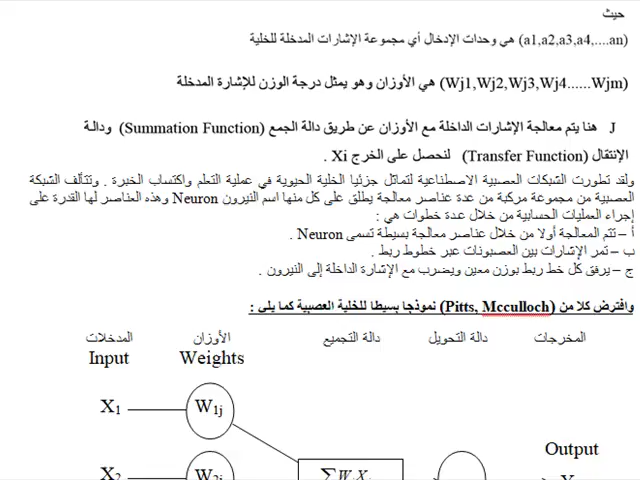 حيث
(a1,a2,a3,a4,....an) هي وحدات الإدخال أي مجموعة الإشارات المدخلة للخلية
(Wj1,Wj2,Wj3,Wj4......Wjm) هي الأوزان وهو يمثل درجة الوزن للإشارة المدخلة
J هنا يتم معالجة الإشارات الداخلة مع الأوزان عن طريق دالة الجمع (Summation Function) ودالة
الإنتقال (Transfer Function) لنحصل على الخرج Xi .
ولقد تطورت الشبكات العصبية الاصطناعية لتماثل جزئيا الخلية الحيوية في عملية التعلم واكتساب الخبرة . وتتألف الشبكة
العصبية من مجموعة مركبة من عدة عناصر معالجة يطلق على كل منها اسم النيرون Neuron وهذه العناصر لها القدرة على
إجراء العمليات الحسابية من خلال عدة خطوات هي :
أ – تتم المعالجة أولا من خلال عناصر معالجة بسيطة تسمى Neuron .
ب – تمر الإشارات بين العصبونات عبر خطوط ربط .
ج – يرفق كل خط ربط بوزن معين ويضرب مع الإشارة الداخلة إلى النيرون .
وافترض كلا من (Pitts, Mcculloch) نموذجا بسيطا للخلية العصبية كما يلي :
المدخلات الأوزان دالة التجميع دالة التحويل المخرجات
Input Weights
X1 W1j
Output
X2 W2j